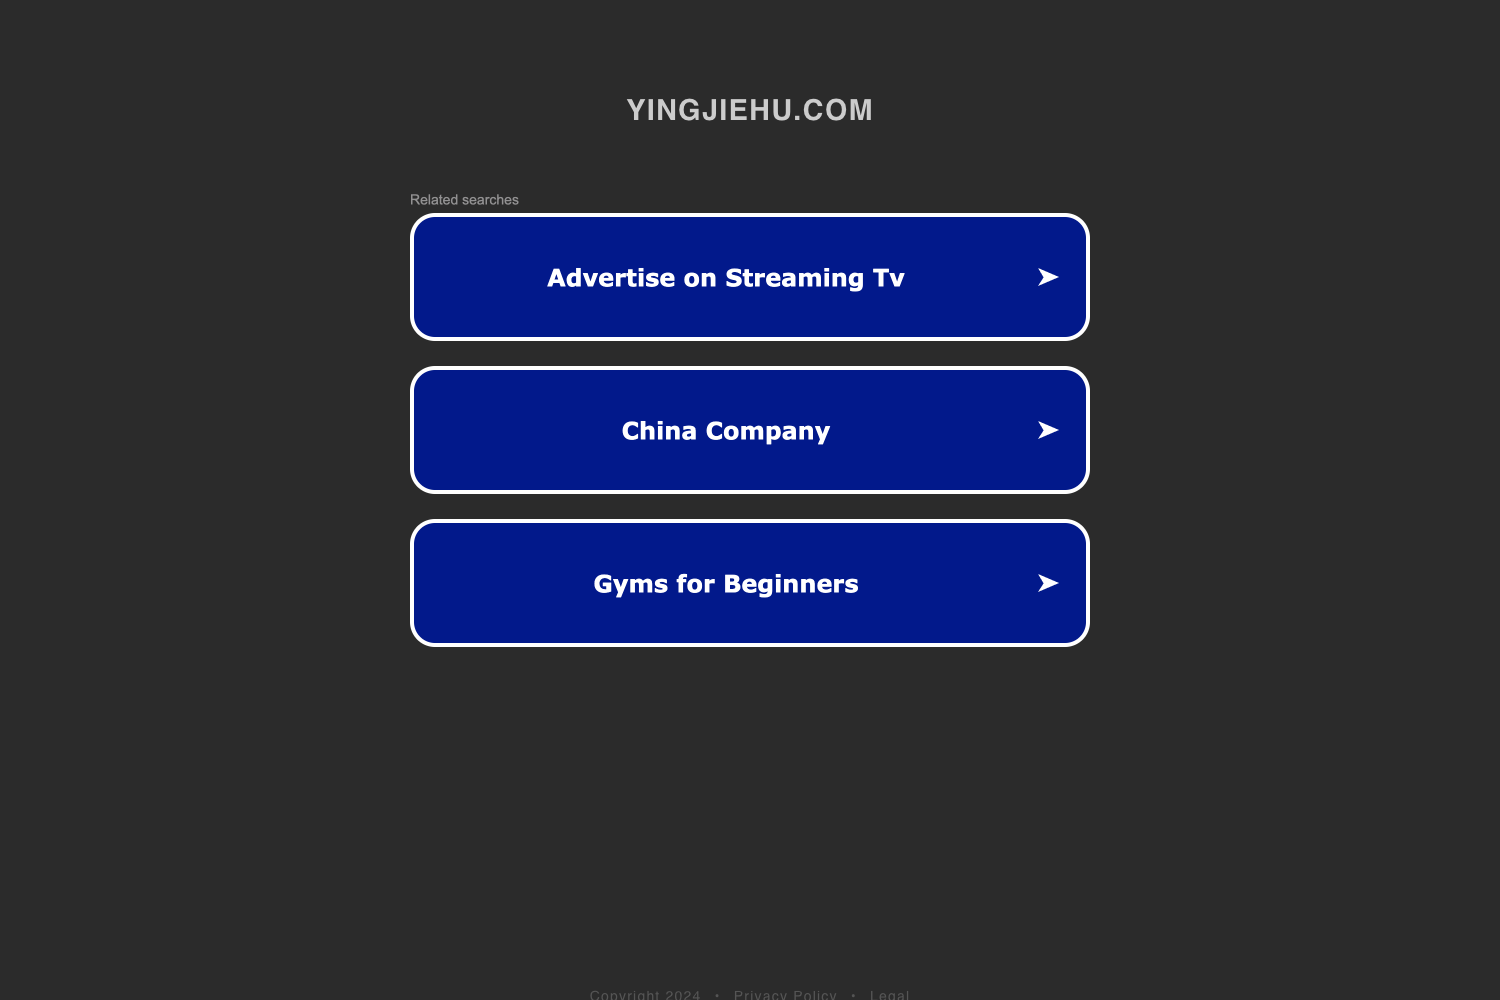 YINGJIEHU.COM
Related searches
Advertise on Streaming Tv
China Company
Gyms for Beginners
Copyright 2024 • Privacy Policy • Legal